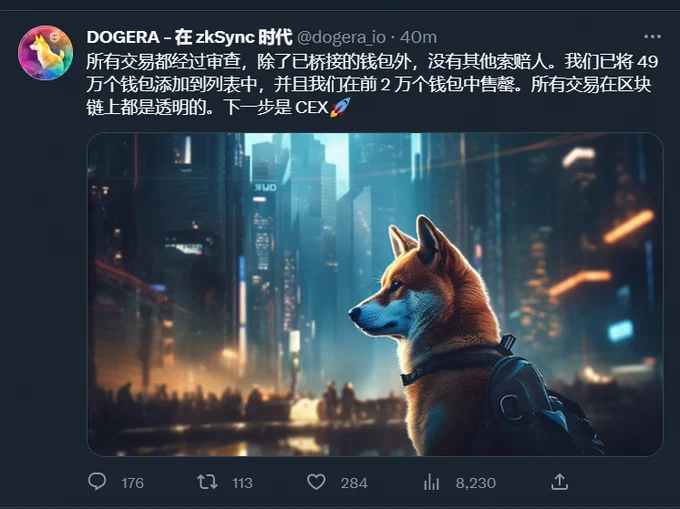 DOGERA – 在 zkSync 时代 @dogera_io · 40m
所有交易都经过审查，除了已桥接的钱包外，没有其他索赔人。我们已将 49
万个钱包添加到列表中，并且我们在前 2 万个钱包中售罄。所有交易在区块
链上都是透明的。下一步是 CEX🚀
176 113 284 8,230